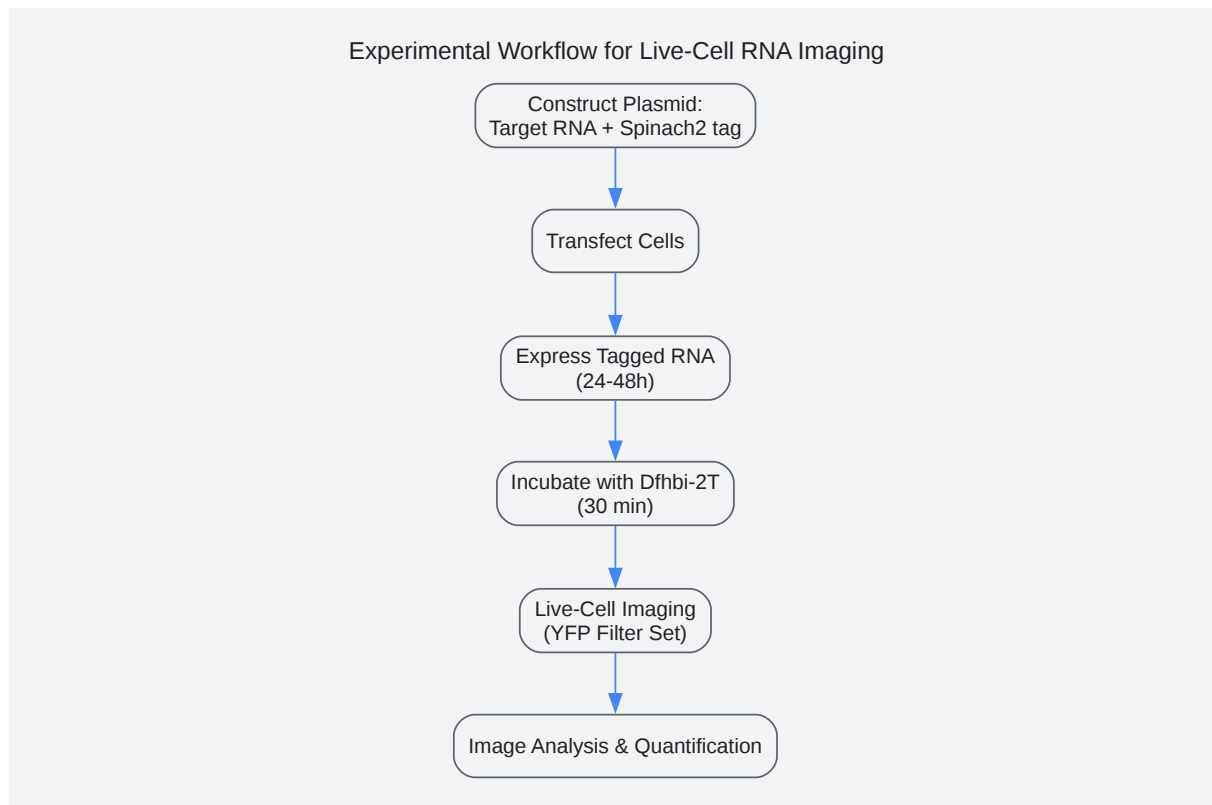 Experimental Workflow for Live-Cell RNA Imaging
Construct Plasmid:
Target RNA + Spinach2 tag
Transfect Cells
Express Tagged RNA
(24-48h)
Incubate with Dfhbi-2T
(30 min)
Live-Cell Imaging
(YFP Filter Set)
Image Analysis & Quantification